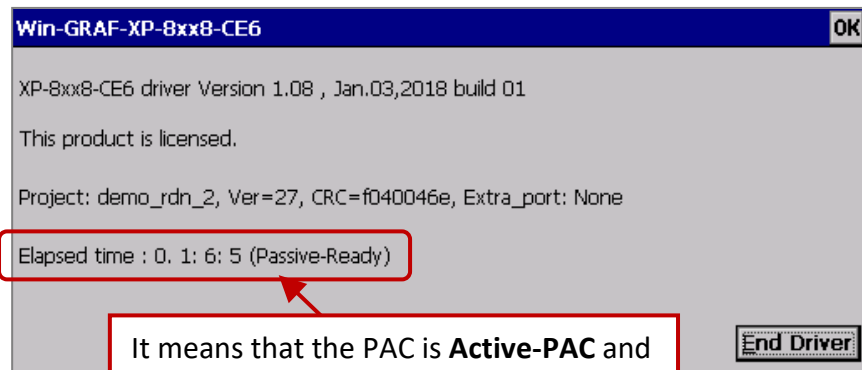 Win-GRAF-XP-8xx8-CE6 OK
XP-8xx8-CE6 driver Version 1.08 , Jan.03,2018 build 01
This product is licensed.
Project: demo_rdn_2, Ver=27, CRC=f040046e, Extra_port: None
Elapsed time : 0. 1: 6: 5 (Passive-Ready)
It means that the PAC is Active-PAC and
End Driver